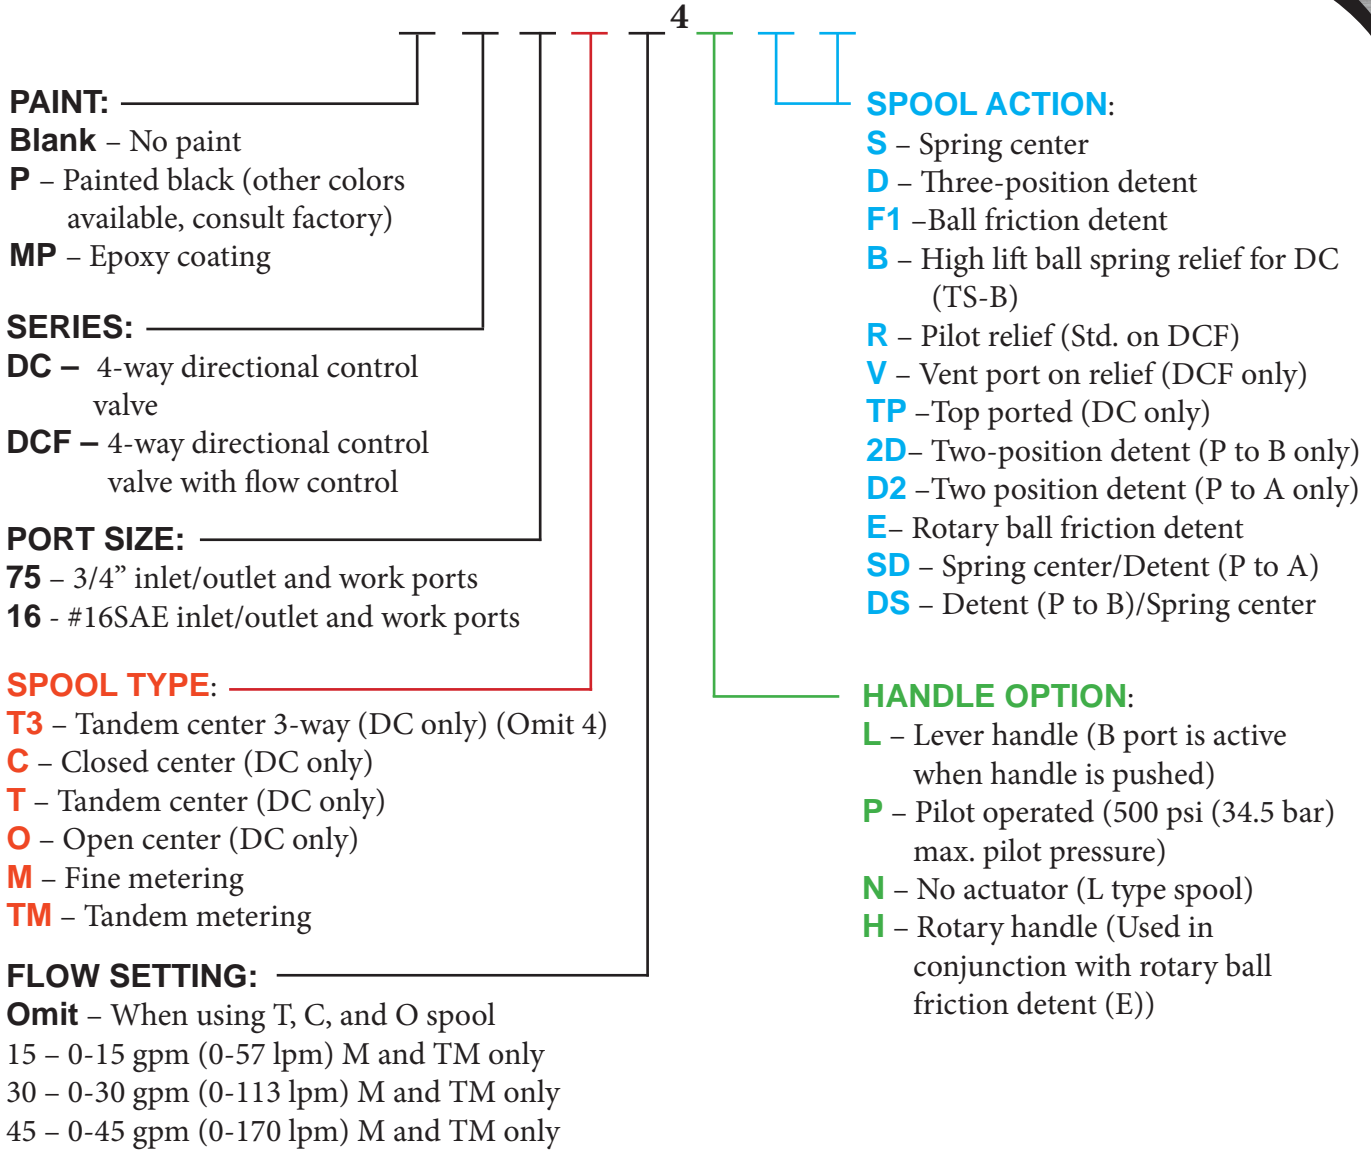 4
PAINT:
Blank – No paint
P – Painted black (other colors
available, consult factory)
MP – Epoxy coating
SERIES:
DC – 4-way directional control
valve
DCF – 4-way directional control
valve with flow control
PORT SIZE:
75 – 3/4” inlet/outlet and work ports
16 - #16SAE inlet/outlet and work ports
SPOOL TYPE:
T3 – Tandem center 3-way (DC only) (Omit 4)
C – Closed center (DC only)
T – Tandem center (DC only)
O – Open center (DC only)
M – Fine metering
TM – Tandem metering
FLOW SETTING:
Omit – When using T, C, and O spool
15 – 0-15 gpm (0-57 lpm) M and TM only
30 – 0-30 gpm (0-113 lpm) M and TM only
45 – 0-45 gpm (0-170 lpm) M and TM only
SPOOL ACTION:
S – Spring center
D – Three-position detent
F1 –Ball friction detent
B – High lift ball spring relief for DC
(TS-B)
R – Pilot relief (Std. on DCF)
V – Vent port on relief (DCF only)
TP –Top ported (DC only)
2D– Two-position detent (P to B only)
D2 –Two position detent (P to A only)
E– Rotary ball friction detent
SD – Spring center/Detent (P to A)
DS – Detent (P to B)/Spring center
HANDLE OPTION:
L – Lever handle (B port is active
when handle is pushed)
P – Pilot operated (500 psi (34.5 bar)
max. pilot pressure)
N – No actuator (L type spool)
H – Rotary handle (Used in
conjunction with rotary ball
friction detent (E))